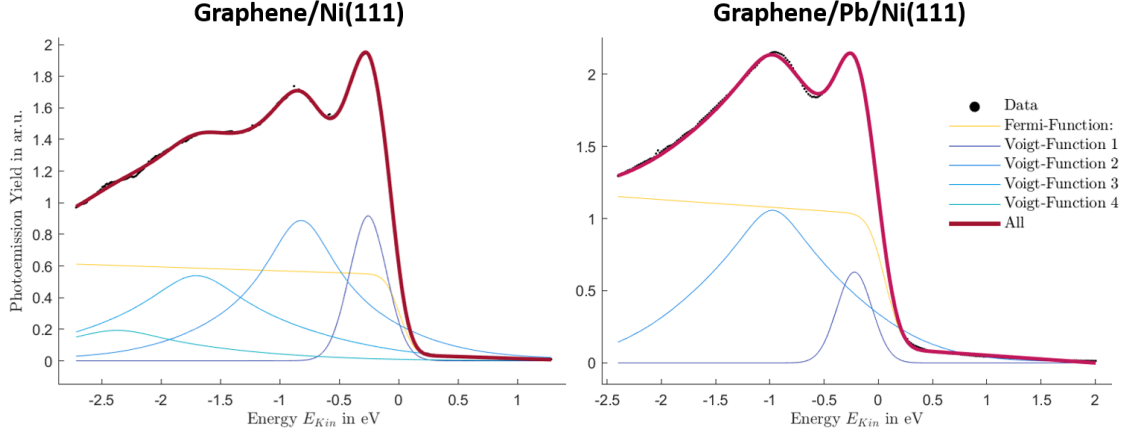 Graphene/Ni(111)
Graphene/Pb/Ni(111)
Photoemission Yield in ar.u.
2
1.8
1.6
1.4
1.2
1
0.8
0.6
0.4
0.2
0
-2.5 -2 -1.5 -1 -0.5 0 0.5 1
Energy E_Kin in eV
2
1.5
1
0.5
0
-2.5 -2 -1.5 -1 -0.5 0 0.5 1 1.5 2
Energy E_Kin in eV
Data
Fermi-Function:
Voigt-Function 1
Voigt-Function 2
Voigt-Function 3
Voigt-Function 4
All